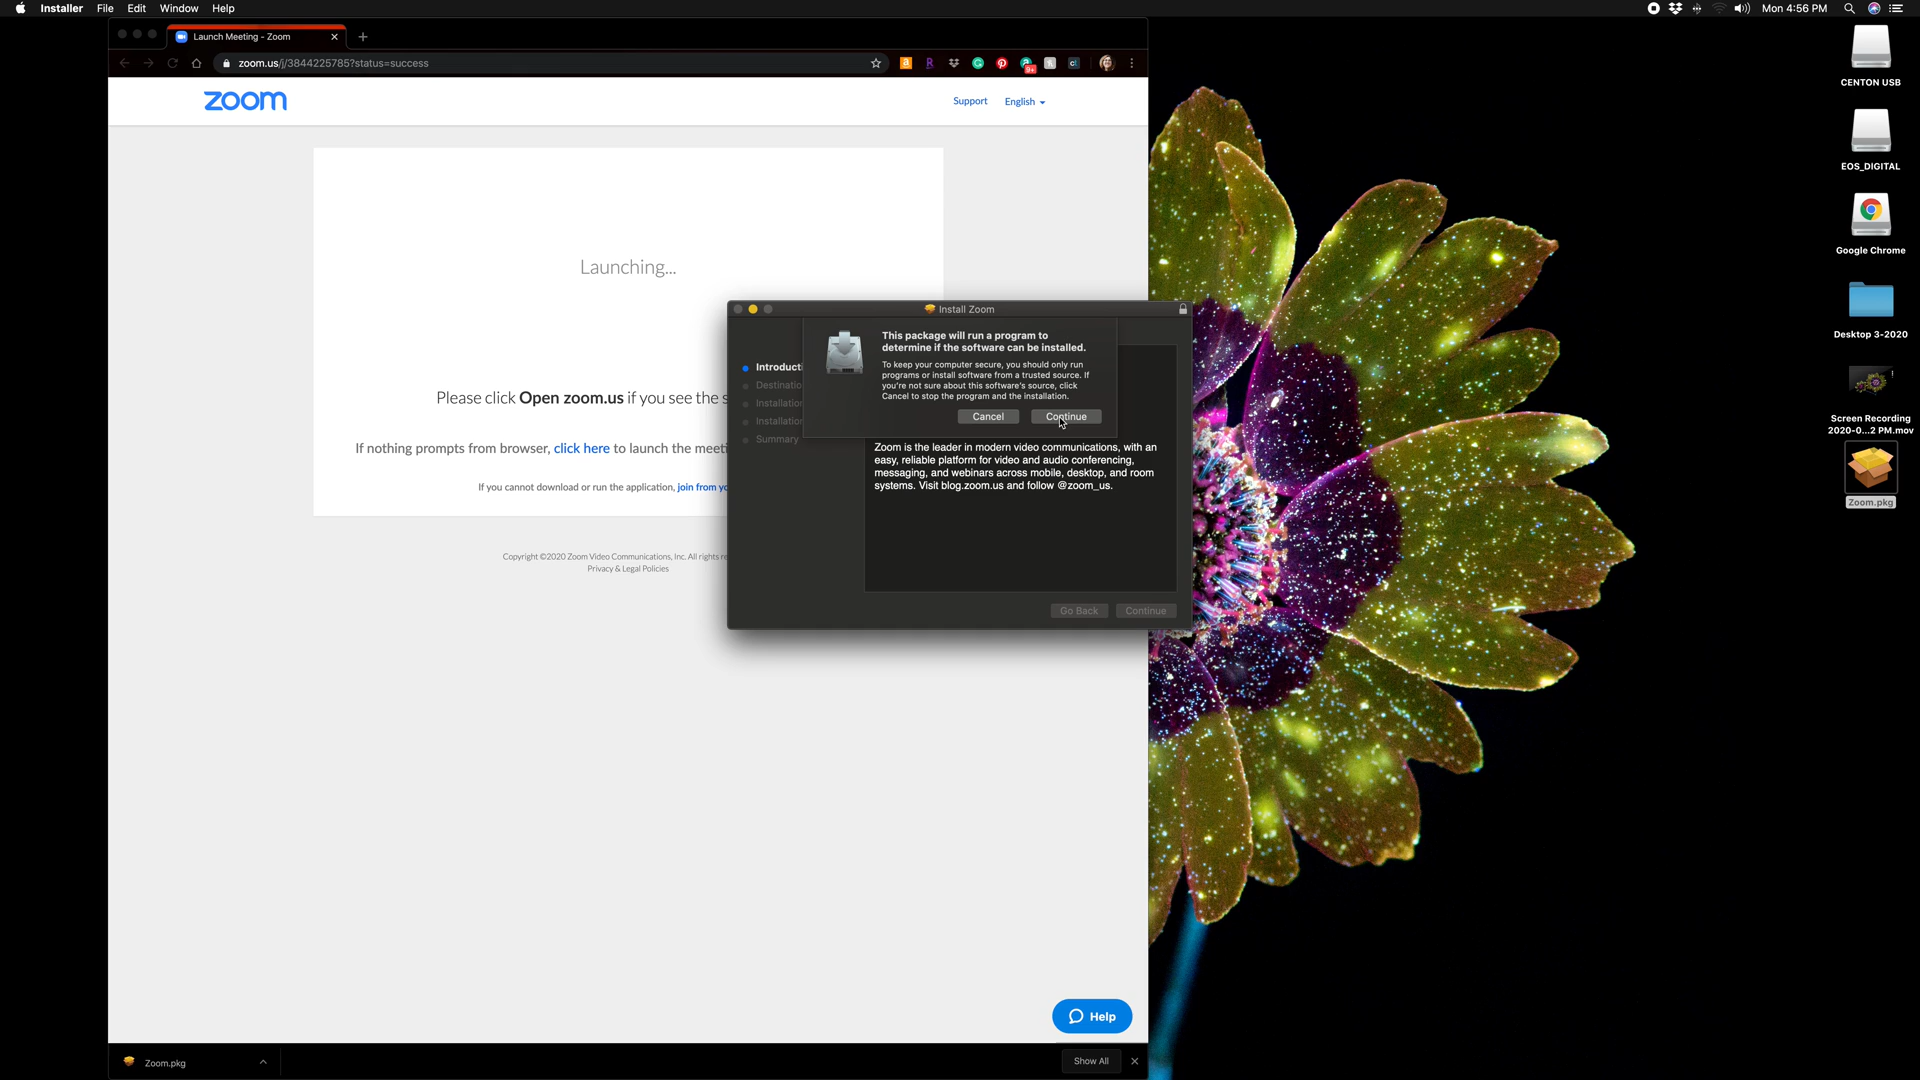 Installer File Edit Window Help
Mon 4:56 PM
Launch Meeting - Zoom
zoom.us/j/3844225785?status=success
9+
zoom
Support English
Launching...
Please click Open zoom.us if you see the s
If nothing prompts from browser, click here to launch the meeti
If you cannot download or run the application, join from yo
Copyright ©2020 Zoom Video Communications, Inc. All rights re
Privacy & Legal Policies
Install Zoom
This package will run a program to
determine if the software can be installed.
To keep your computer secure, you should only run
programs or install software from a trusted source. If
you're not sure about this software's source, click
Cancel to stop the program and the installation.
Cancel Continue
Introducti
Destinatio
Installation
Installation
Summary
Zoom is the leader in modern video communications, with an
easy, reliable platform for video and audio conferencing,
messaging, and webinars across mobile, desktop, and room
systems. Visit blog.zoom.us and follow @zoom_us.
Go Back Continue
Help
Zoom.pkg
Show All
CENTON USB
EOS_DIGITAL
Google Chrome
Desktop 3-2020
Screen Recording
2020-0...2 PM.mov
Zoom.pkg